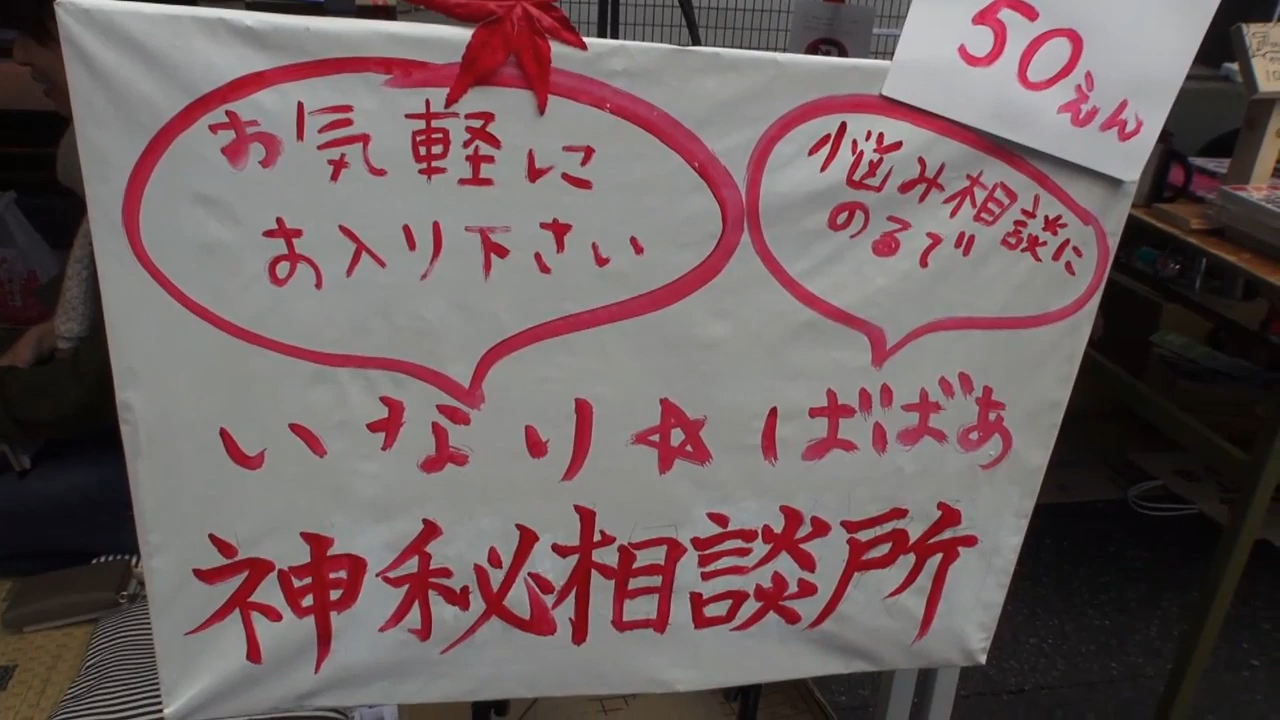 50えん
お気軽に
お入り下さい
悩み相談に
のるで
いなり☆ばばあ
神秘相談所